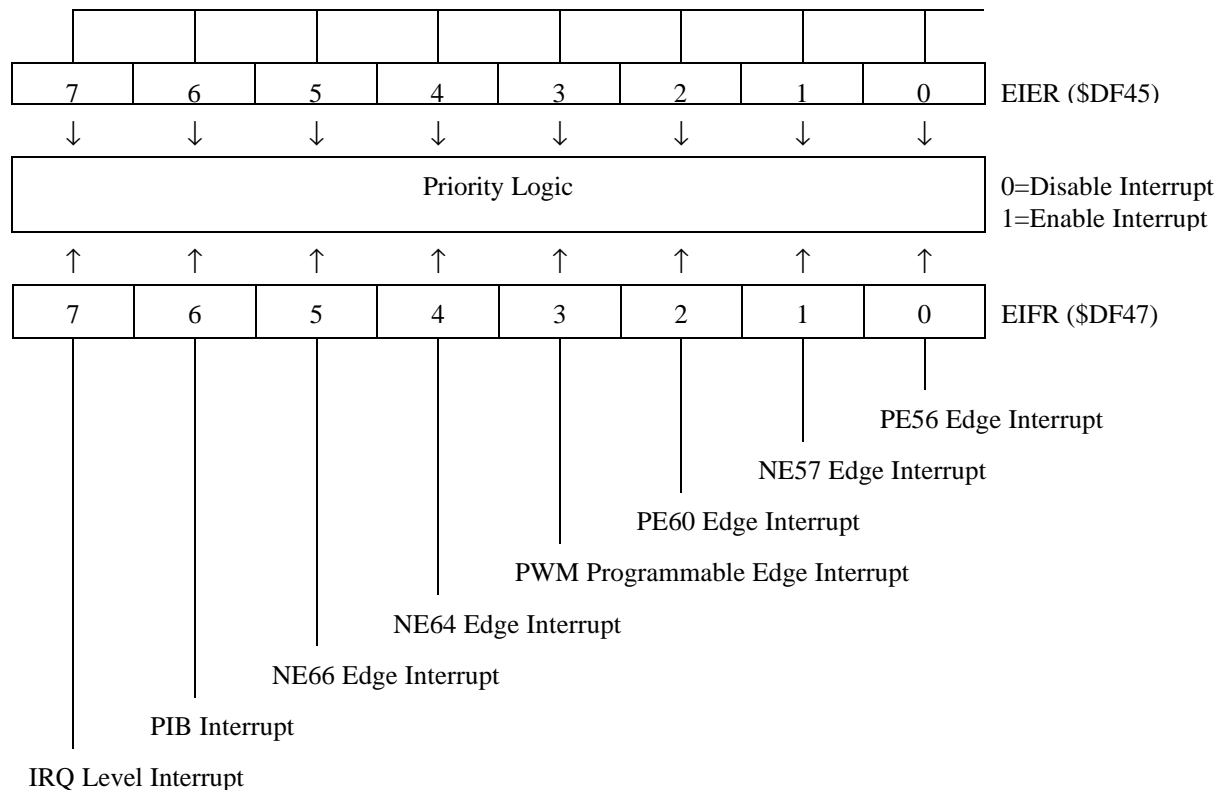 7 6 5 4 3 2 1 0 EIER ($DF45)
↓ ↓ ↓ ↓ ↓ ↓ ↓ ↓
Priority Logic 0=Disable Interrupt
1=Enable Interrupt
↑ ↑ ↑ ↑ ↑ ↑ ↑ ↑
7 6 5 4 3 2 1 0 EIFR ($DF47)
PE56 Edge Interrupt
NE57 Edge Interrupt
PE60 Edge Interrupt
PWM Programmable Edge Interrupt
NE64 Edge Interrupt
NE66 Edge Interrupt
PIB Interrupt
IRQ Level Interrupt